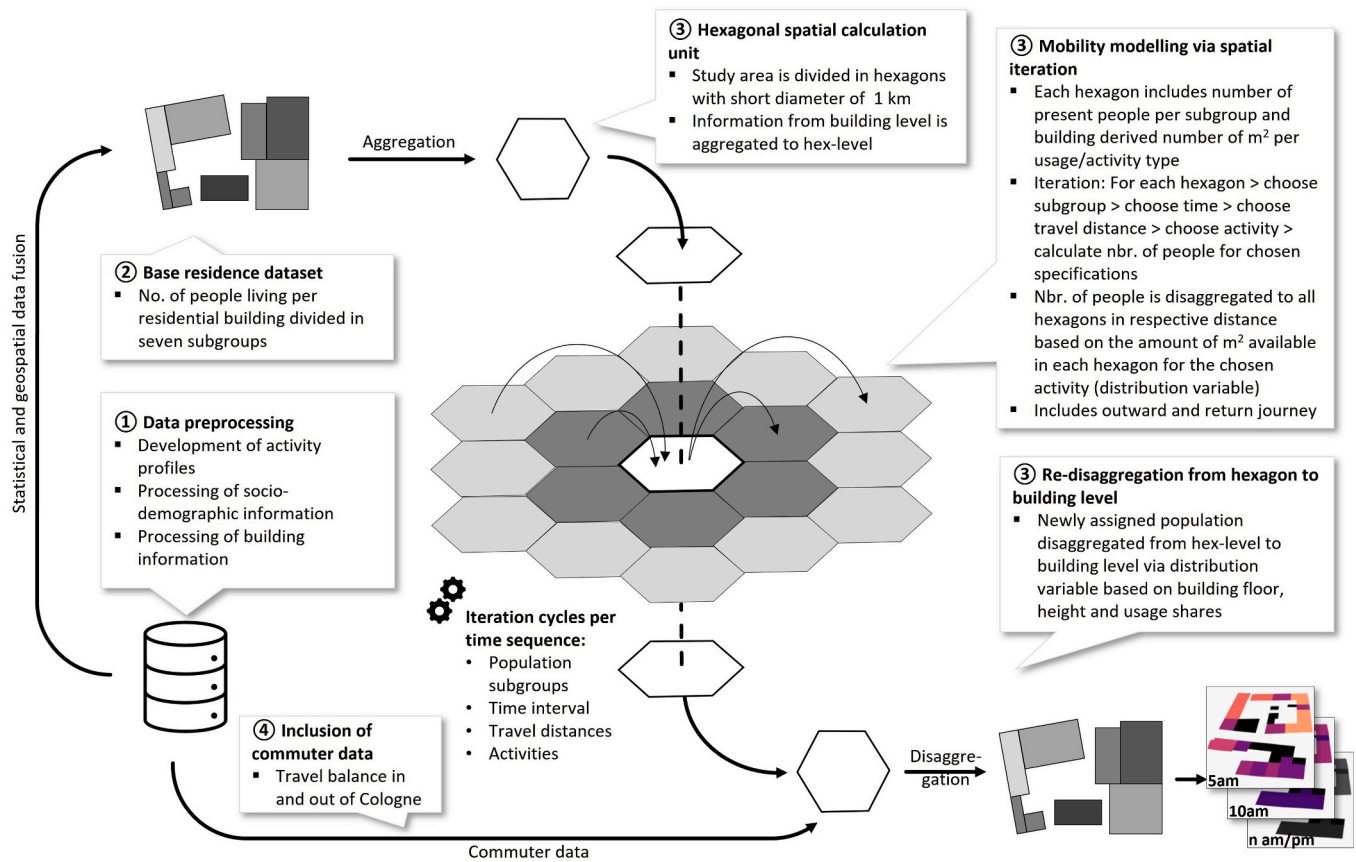 ③ Hexagonal spatial calculation
unit
▪ Study area is divided in hexagons
with short diameter of 1 km
▪ Information from building level is
aggregated to hex-level
③ Mobility modelling via spatial
iteration
▪ Each hexagon includes number of
present people per subgroup and
building derived number of m² per
usage/activity type
▪ Iteration: For each hexagon > choose
subgroup > choose time > choose
travel distance > choose activity >
calculate nbr. of people for chosen
specifications
▪ Nbr. of people is disaggregated to all
hexagons in respective distance
based on the amount of m² available
in each hexagon for the chosen
activity (distribution variable)
▪ Includes outward and return journey
Aggregation
Statistical and geospatial data fusion
② Base residence dataset
▪ No. of people living per
residential building divided in
seven subgroups
① Data preprocessing
▪ Development of activity
profiles
▪ Processing of socio-
demographic information
▪ Processing of building
information
③ Re-disaggregation from hexagon to
building level
▪ Newly assigned population
disaggregated from hex-level to
building level via distribution
variable based on building floor,
height and usage shares
Iteration cycles per
time sequence:
• Population
subgroups
• Time interval
• Travel distances
• Activities
④ Inclusion of
commuter data
▪ Travel balance in
and out of Cologne
Disaggre-
gation
5am
10am
n am/pm
Commuter data